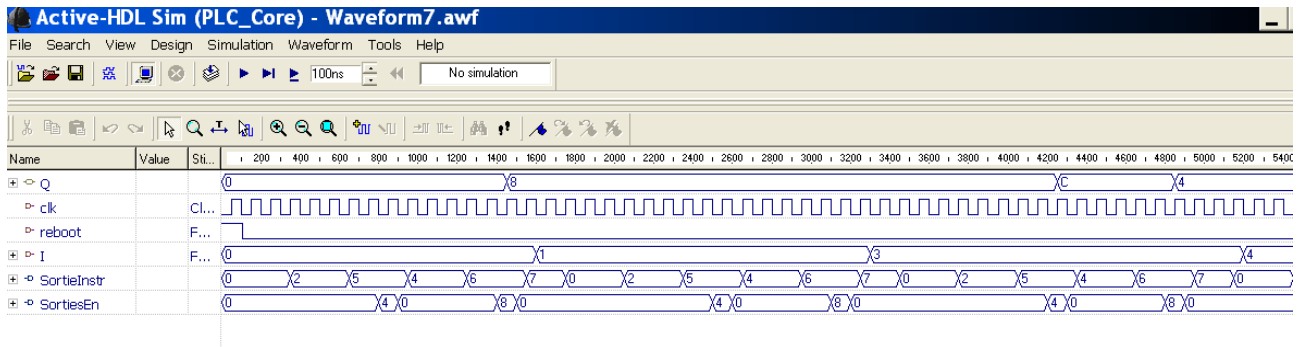 Active-HDL Sim (PLC_Core) - Waveform7.awf
File Search View Design Simulation Waveform Tools Help
100ns No simulation
Name Value Sti... 200 400 600 800 1000 1200 1400 1600 1800 2000 2200 2400 2600 2800 3000 3200 3400 3600 3800 4000 4200 4400 4600 4800 5000 5200 5400
Q 0 8 C 4
clk Cl...
reboot F...
I F... 0 1 3 4
SortieInstr 0 2 5 4 6 7 0 2 5 4 6 7 0 2 5 4 6 7 0
SortiesEn 0 4 0 8 0 4 0 8 0 4 0 8 0